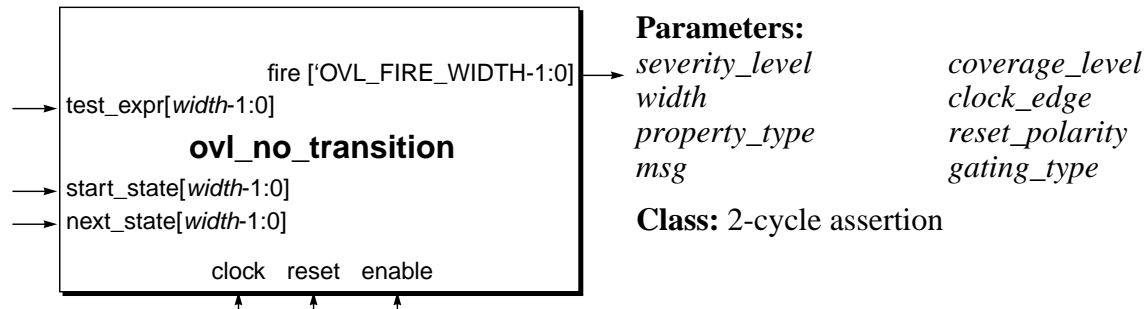 fire [‘OVL_FIRE_WIDTH-1:0]
test_expr[width-1:0]
ovl_no_transition
start_state[width-1:0]
next_state[width-1:0]
clock reset enable
Parameters:
severity_level coverage_level
width clock_edge
property_type reset_polarity
msg gating_type
Class: 2-cycle assertion